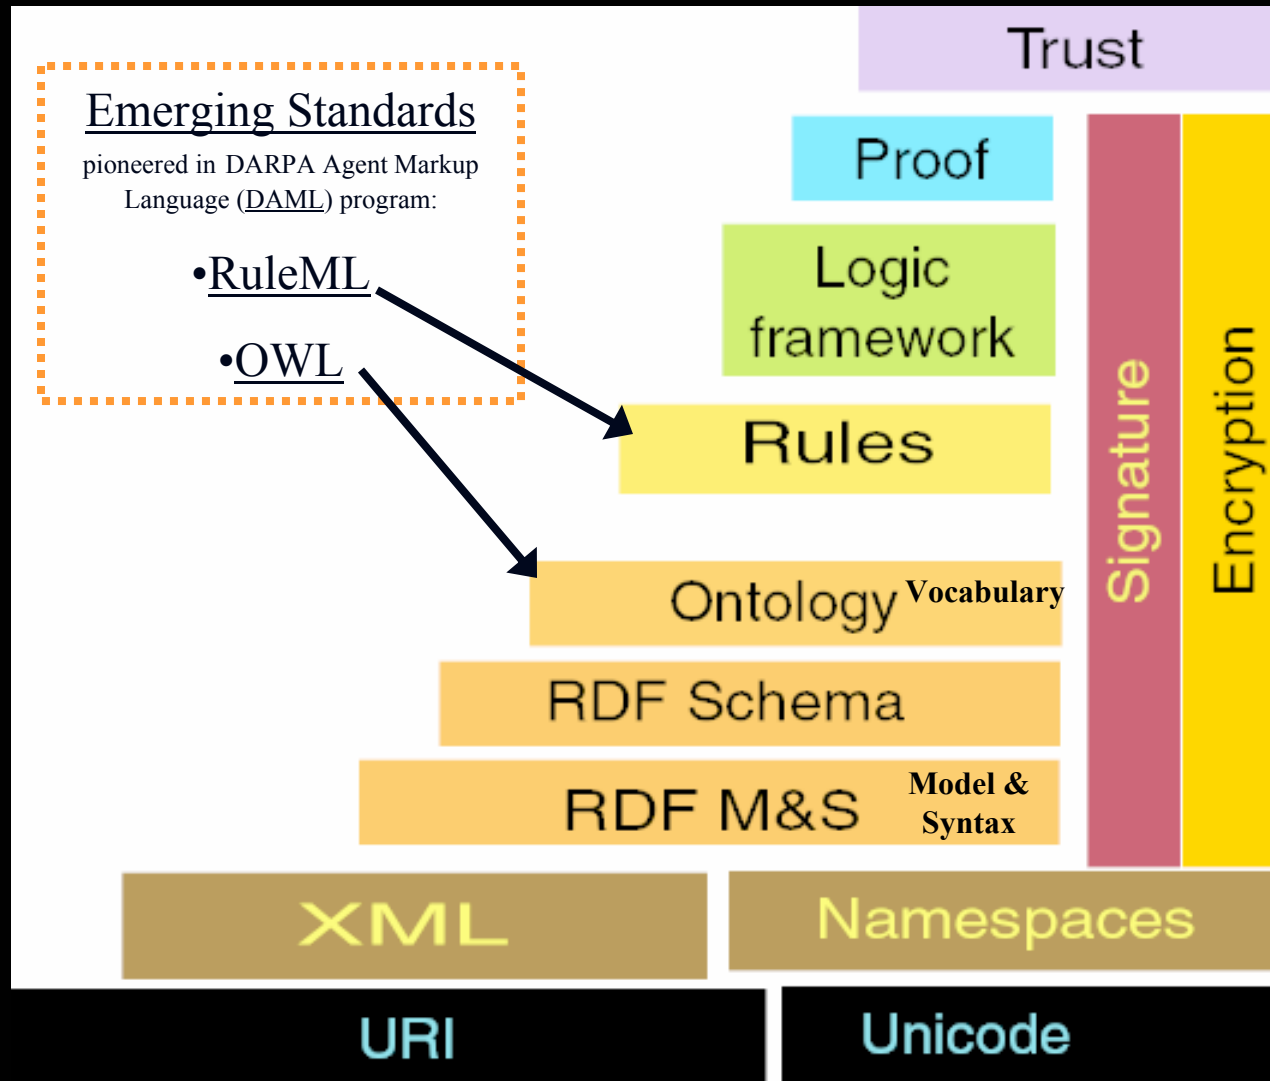 Trust
Emerging Standards
pioneered in DARPA Agent Markup
Language (DAML) program:
•RuleML
•OWL
Proof
Logic
framework
Rules
Ontology Vocabulary
RDF Schema
RDF M&S Model &
Syntax
Signature
Encryption
XML
Namespaces
URI
Unicode